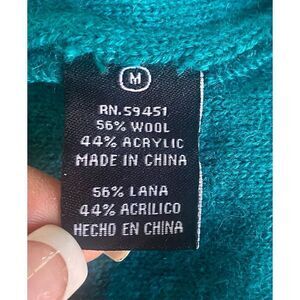 M
RN.59451
56% WOOL
44% ACRYLIC
MADE IN CHINA
56% LANA
44% ACRILICO
HECHO EN CHINA